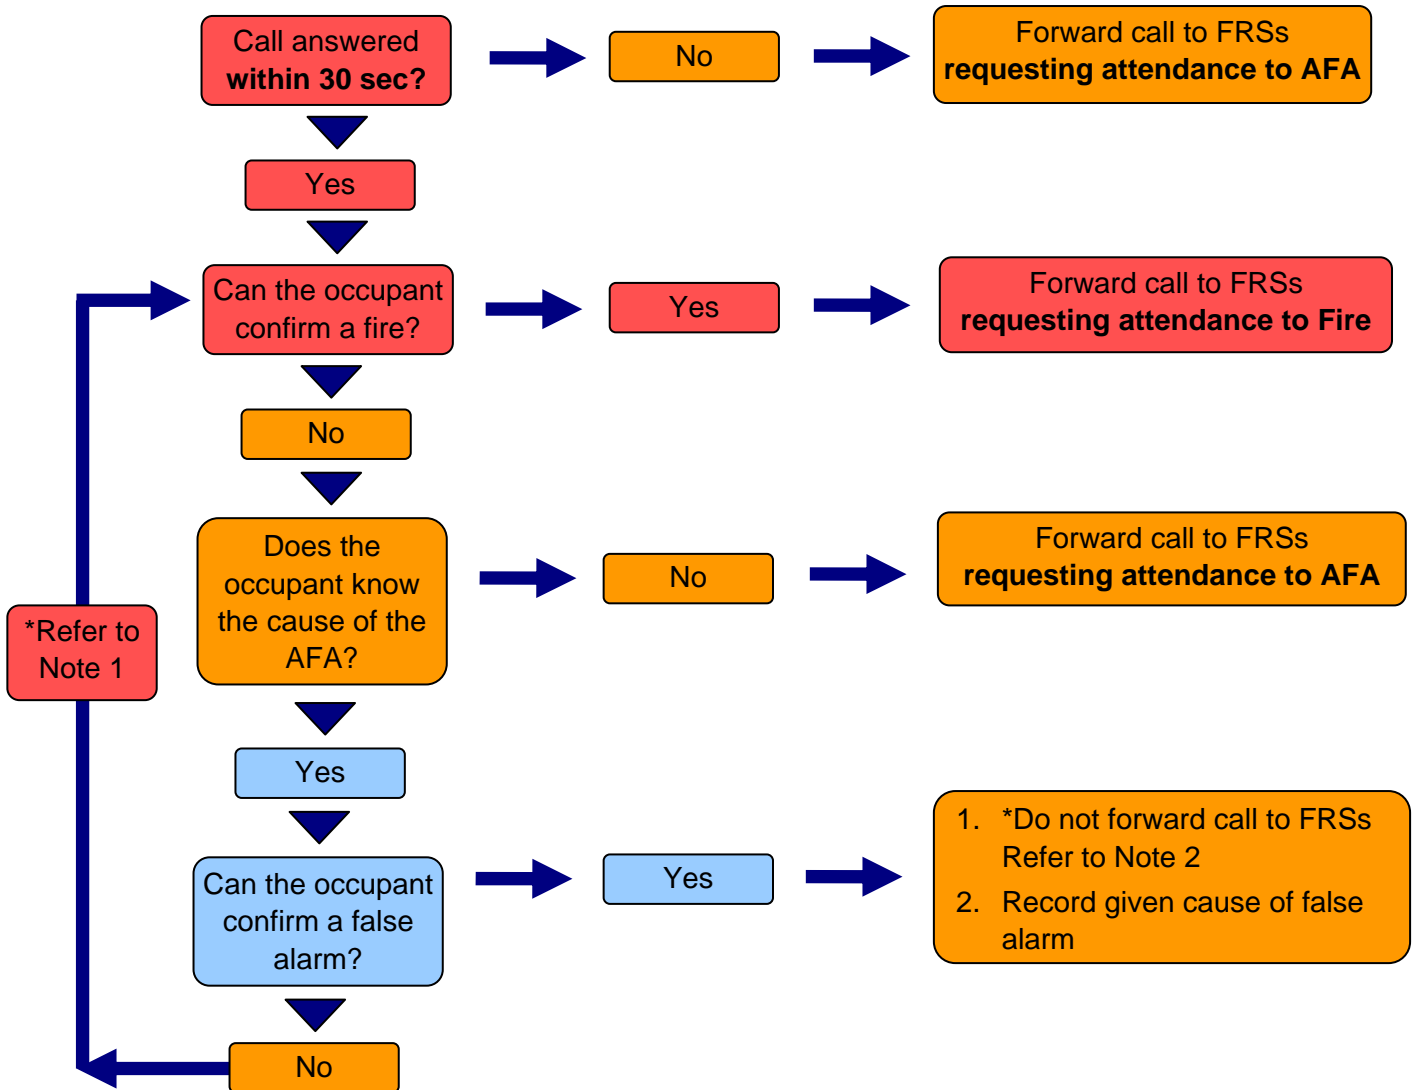 Call answered
within 30 sec?
No
Forward call to FRSs
requesting attendance to AFA
Yes
Can the occupant
confirm a fire?
Yes
Forward call to FRSs
requesting attendance to Fire
No
Does the
occupant know
the cause of the
AFA?
No
Forward call to FRSs
requesting attendance to AFA
*Refer to
Note 1
Yes
Can the occupant
confirm a false
alarm?
Yes
1. *Do not forward call to FRSs
Refer to Note 2
2. Record given cause of false
alarm
No